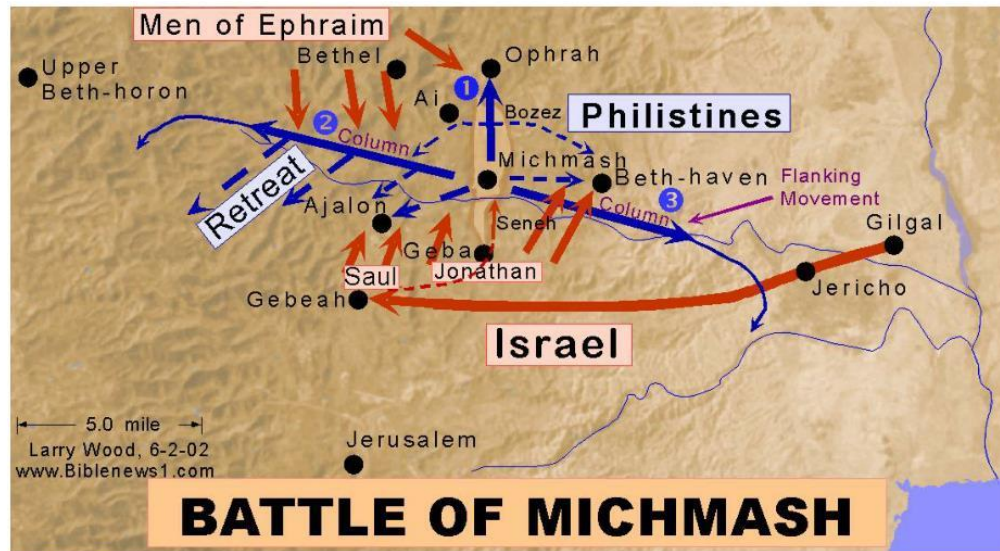 Men of Ephraim
Bethel
Ophrah
Upper
Beth-horon
1
Ai
Bozez
Philistines
2
Column
Michmash
Beth-haven
Flanking
Movement
Retreat
Column
3
Ajalon
Seneh
Gilgal
Geba
Saul
Jonathan
Gebeah
Jericho
Israel
5.0 mile
Larry Wood, 6-2-02
www.Biblenews1.com
Jerusalem
BATTLE OF MICHMASH